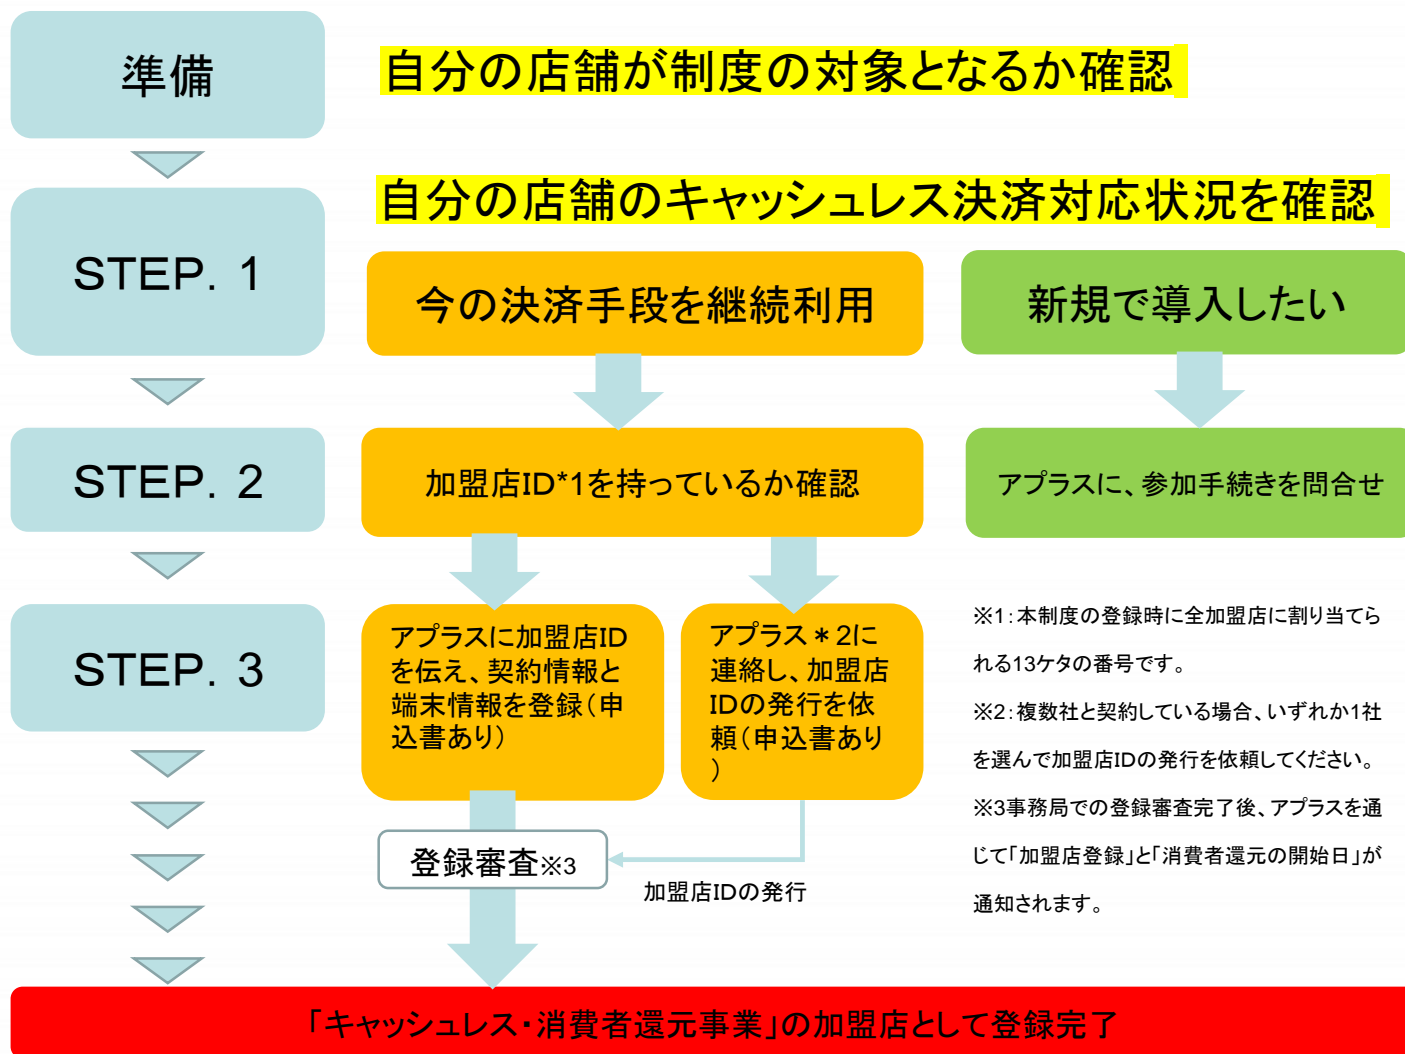 準備
自分の店舗が制度の対象となるか確認
自分の店舗のキャッシュレス決済対応状況を確認
STEP. 1
今の決済手段を継続利用
新規で導入したい
STEP. 2
加盟店ID*1を持っているか確認
アプラスに、参加手続きを問合せ
STEP. 3
アプラスに加盟店ID
を伝え、契約情報と
端末情報を登録(申
込書あり)
アプラス*2に
連絡し、加盟店
IDの発行を依
頼(申込書あり
)
※1:本制度の登録時に全加盟店に割り当てら
れる13ケタの番号です。
※2:複数社と契約している場合、いずれか1社
を選んで加盟店IDの発行を依頼してください。
※3事務局での登録審査完了後、アプラスを通
じて「加盟店登録」と「消費者還元の開始日」が
通知されます。
登録審査※3
加盟店IDの発行
「キャッシュレス・消費者還元事業」の加盟店として登録完了